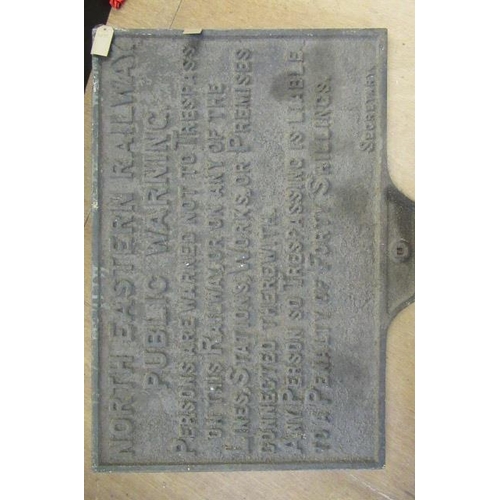 NORTH EASTERN RAILWAY.
PUBLIC WARNING.
PERSONS ARE WARNED NOT TO TRESPASS
ON THIS RAILWAY, OR ON ANY OF THE
LINES, STATIONS, WORKS, OR PREMISES
CONNECTED THEREWITH.
ANY PERSON SO TRESPASSING IS LIABLE
TO A PENALTY OF FORTY SHILLINGS.
SECRETARY.